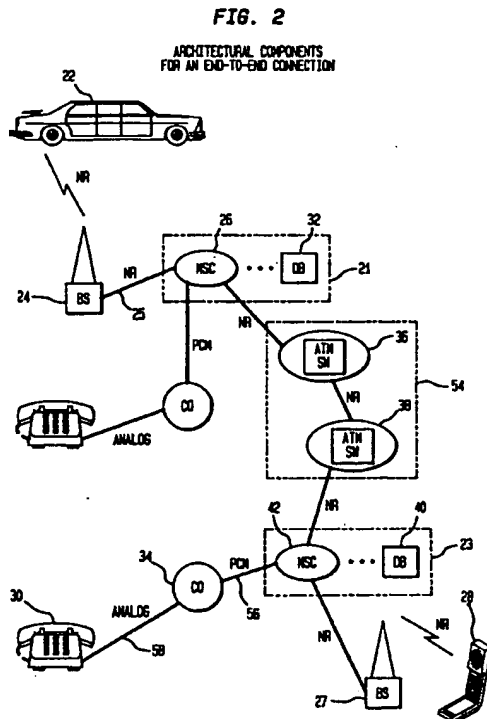 FIG. 2
ARCHITECTURAL COMPONENTS
FOR AN END-TO-END CONNECTION
22
NR
26
32
MSC
DB
21
24
BS
NR
25
NR
PCM
36
ATM
SW
NR
54
CO
38
ATM
SW
ANALOG
NR
42
40
MSC
DB
23
34
CO
PCM
56
30
ANALOG
58
NR
NR
28
27
BS